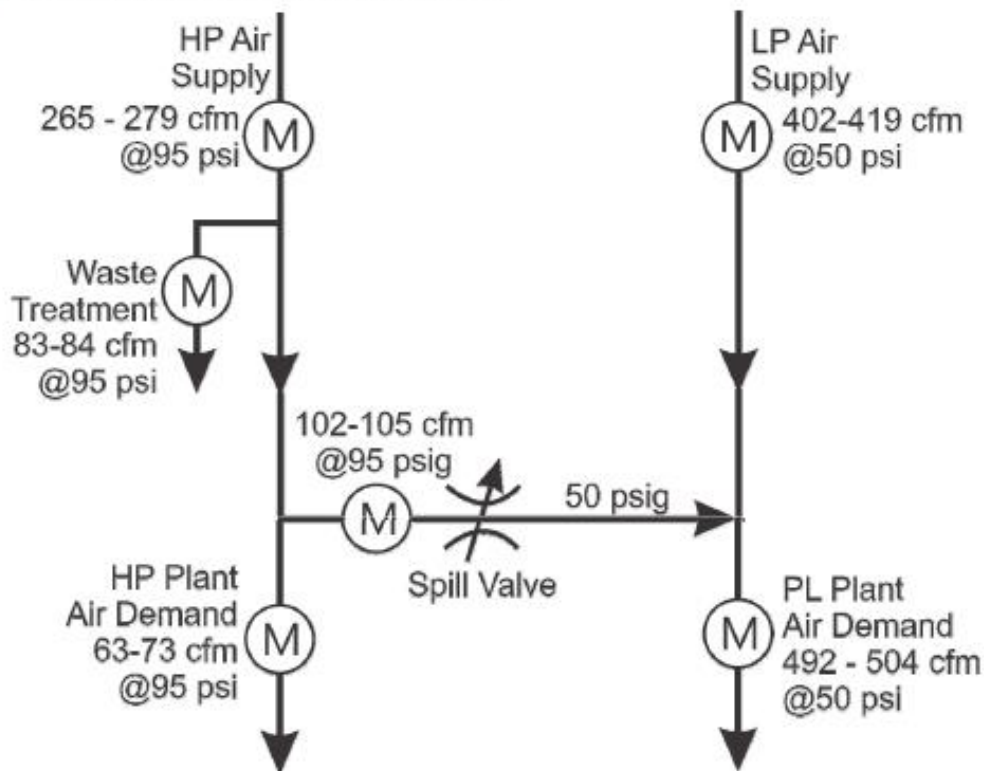 HP Air
Supply
265 - 279 cfm
@95 psi
M
LP Air
Supply
402-419 cfm
@50 psi
M
Waste
Treatment
83-84 cfm
@95 psi
M
102-105 cfm
@95 psig
M
Spill Valve
50 psig
HP Plant
Air Demand
63-73 cfm
@95 psi
M
PL Plant
Air Demand
492 - 504 cfm
@50 psi
M